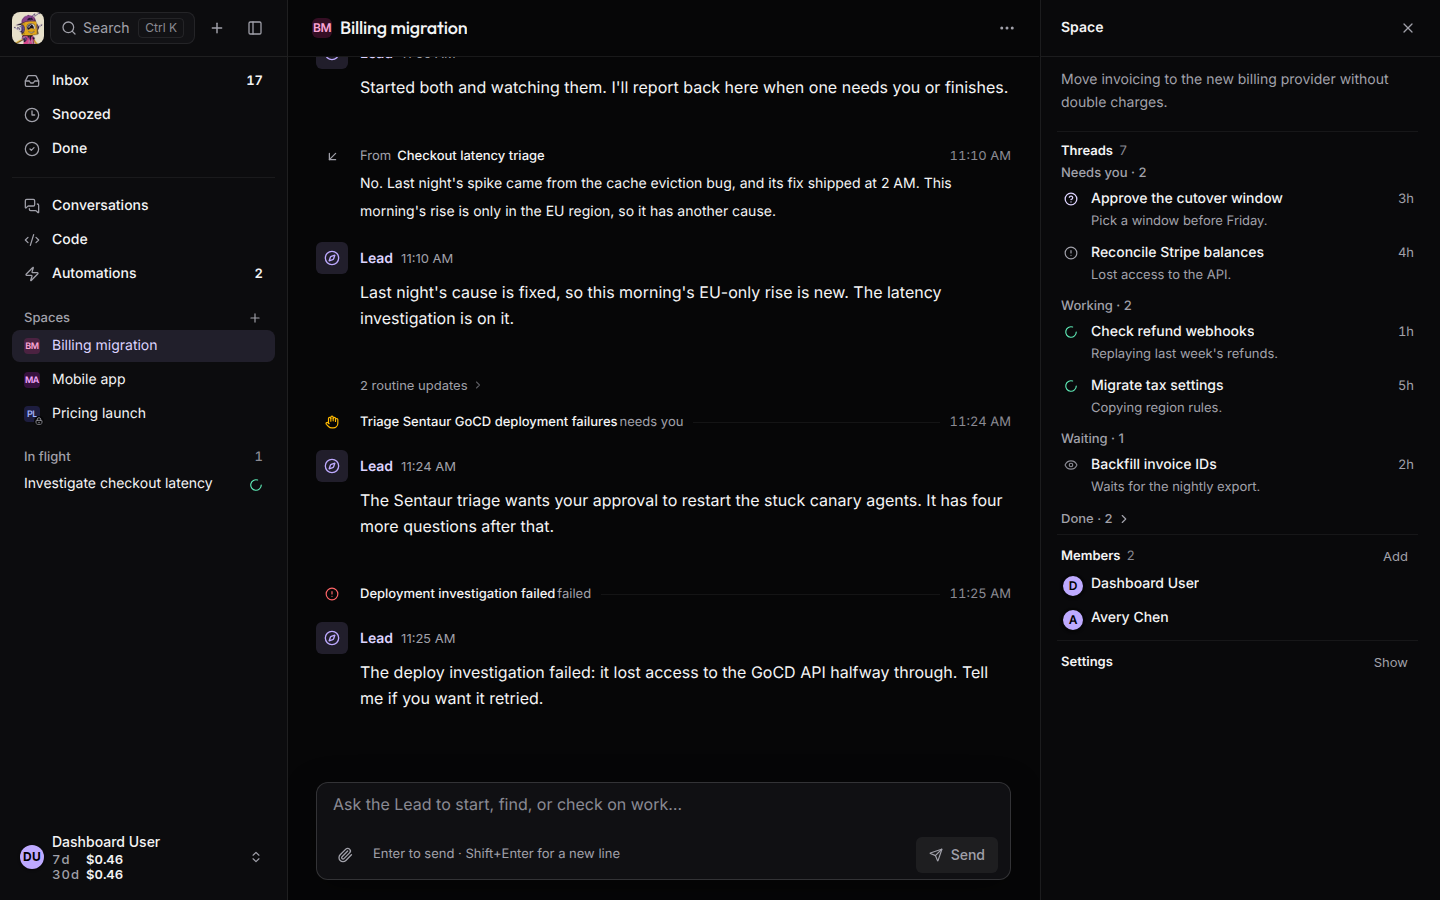 Search Ctrl K
Inbox 17
Snoozed
Done
Conversations
Code
Automations 2
Spaces
BM Billing migration
MA Mobile app
PL Pricing launch
In flight 1
Investigate checkout latency
DU Dashboard User
7d $0.46
30d $0.46
BM Billing migration
Started both and watching them. I'll report back here when one needs you or finishes.
From Checkout latency triage 11:10 AM
No. Last night's spike came from the cache eviction bug, and its fix shipped at 2 AM. This
morning's rise is only in the EU region, so it has another cause.
Lead 11:10 AM
Last night's cause is fixed, so this morning's EU-only rise is new. The latency
investigation is on it.
2 routine updates
Triage Sentaur GoCD deployment failures needs you 11:24 AM
Lead 11:24 AM
The Sentaur triage wants your approval to restart the stuck canary agents. It has four
more questions after that.
Deployment investigation failed failed 11:25 AM
Lead 11:25 AM
The deploy investigation failed: it lost access to the GoCD API halfway through. Tell
me if you want it retried.
Ask the Lead to start, find, or check on work...
Enter to send · Shift+Enter for a new line
Send
Space
Move invoicing to the new billing provider without
double charges.
Threads 7
Needs you · 2
Approve the cutover window 3h
Pick a window before Friday.
Reconcile Stripe balances 4h
Lost access to the API.
Working · 2
Check refund webhooks 1h
Replaying last week's refunds.
Migrate tax settings 5h
Copying region rules.
Waiting · 1
Backfill invoice IDs 2h
Waits for the nightly export.
Done · 2
Members 2 Add
D Dashboard User
A Avery Chen
Settings Show